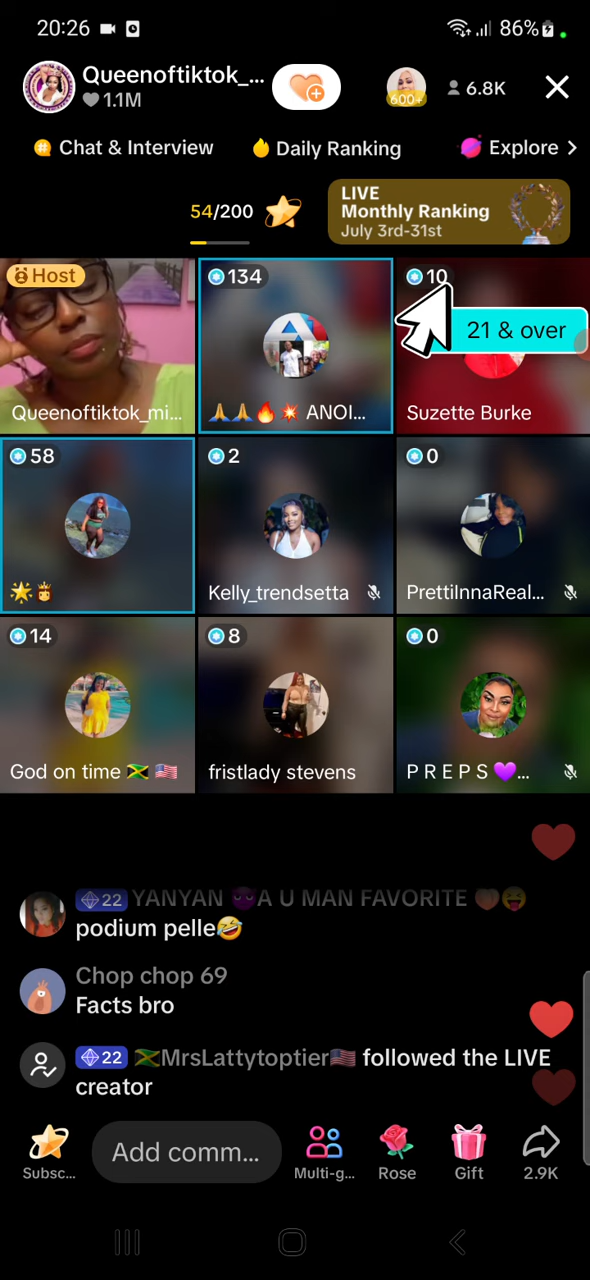 20:26
86%
Queenoftiktok_...
1.1M
600+
6.8K
Chat & Interview
Daily Ranking
Explore
54/200
LIVE
Monthly Ranking
July 3rd-31st
Host
134
10
21 & over
Queenoftiktok_mi...
🙏🙏🔥💥 ANOI...
Suzette Burke
58
2
0
🌟👸
Kelly_trendsetta
PrettiInnaReal...
14
8
0
God on time 🇯🇲 🇺🇸
fristlady stevens
P R E P S 💜...
22 YANYAN 😈A U MAN FAVORITE 🍑😝
podium pelle🤣
Chop chop 69
Facts bro
22 🇯🇲MrsLattytoptier🇺🇸 followed the LIVE
creator
Add comm...
Subsc...
Multi-g...
Rose
Gift
2.9K